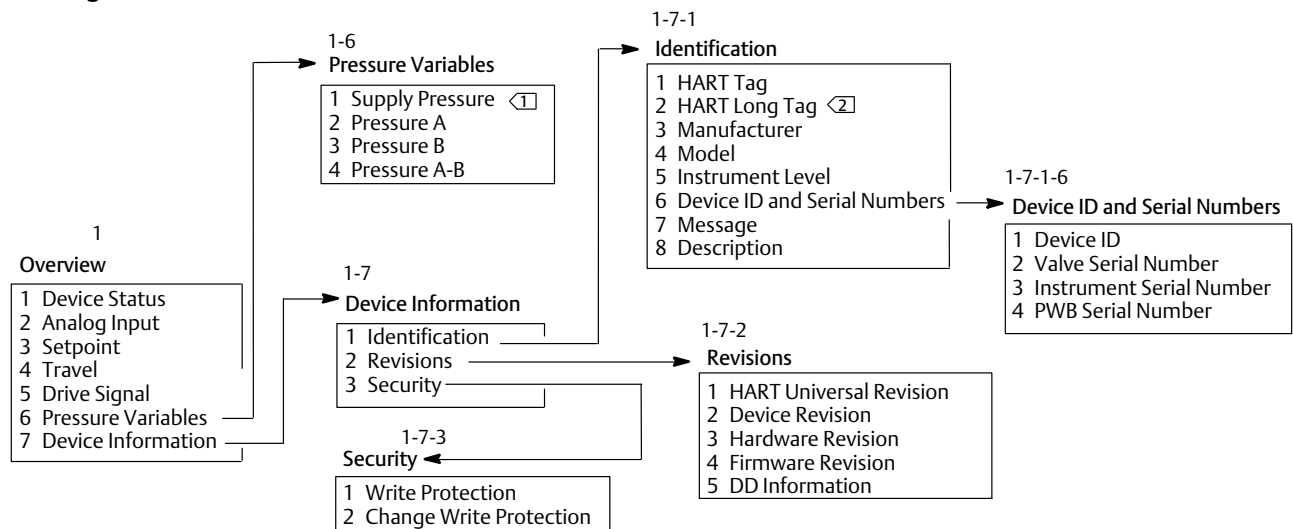 1-6
Pressure Variables
1 Supply Pressure 1
2 Pressure A
3 Pressure B
4 Pressure A-B
1-7-1
Identification
1 HART Tag
2 HART Long Tag 2
3 Manufacturer
4 Model
5 Instrument Level
6 Device ID and Serial Numbers
7 Message
8 Description
1-7-1-6
Device ID and Serial Numbers
1 Device ID
2 Valve Serial Number
3 Instrument Serial Number
4 PWB Serial Number
1
Overview
1 Device Status
2 Analog Input
3 Setpoint
4 Travel
5 Drive Signal
6 Pressure Variables
7 Device Information
1-7
Device Information
1 Identification
2 Revisions
3 Security
1-7-2
Revisions
1 HART Universal Revision
2 Device Revision
3 Hardware Revision
4 Firmware Revision
5 DD Information
1-7-3
Security
1 Write Protection
2 Change Write Protection